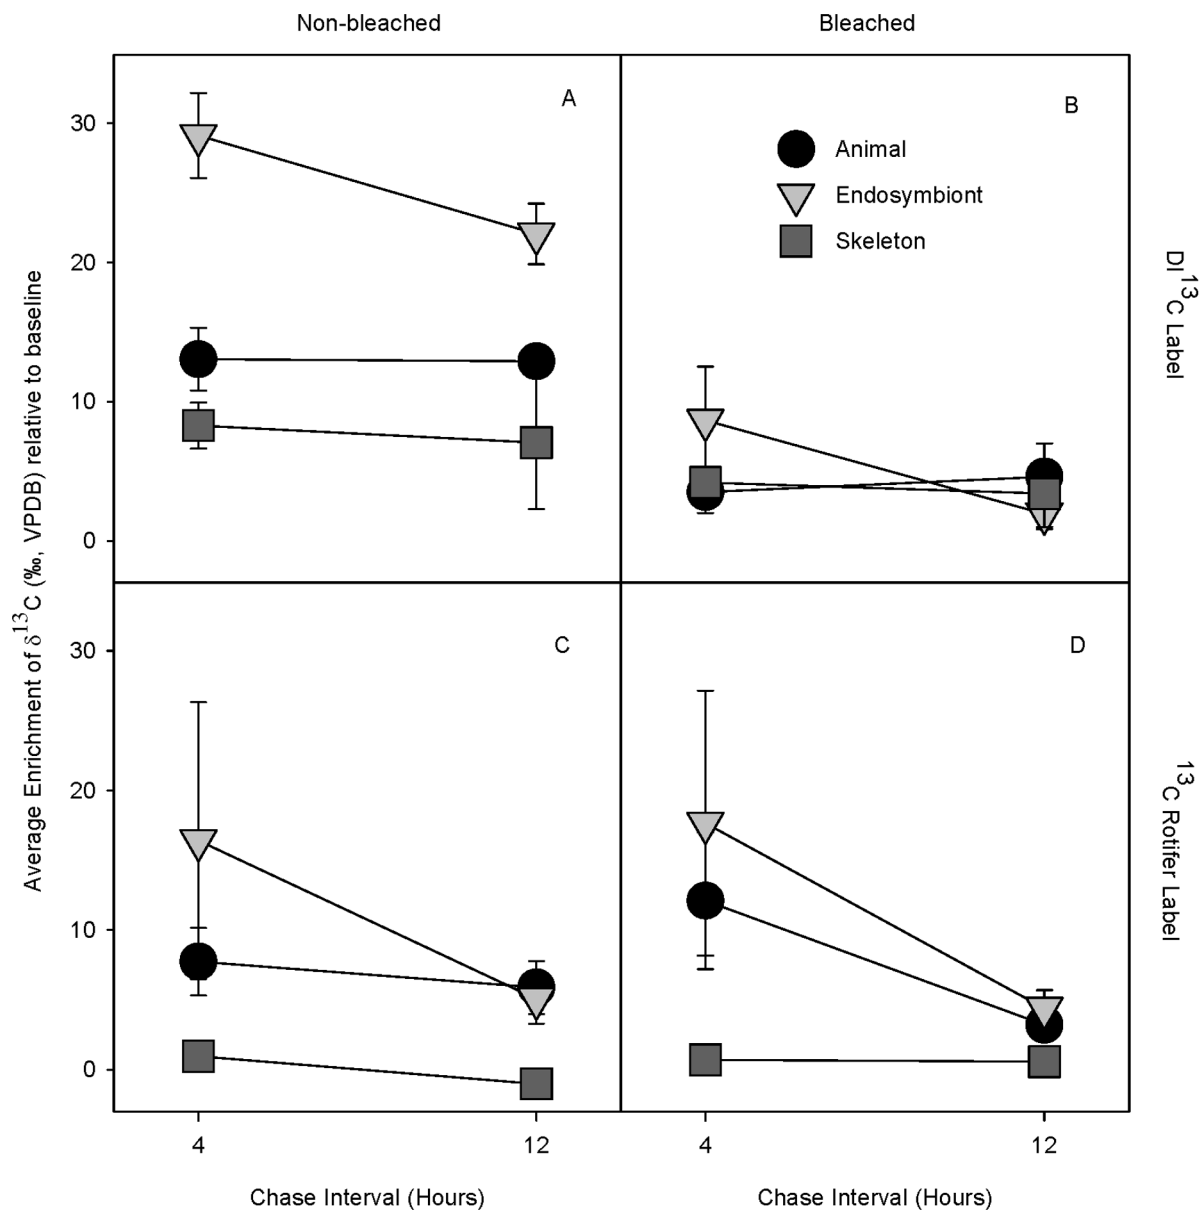 Non-bleached
Bleached
A
B
Animal
Endosymbiont
Skeleton
30
20
10
0
DI¹³C Label
Average Enrichment of δ¹³C (‰, VPDB) relative to baseline
C
D
30
20
10
0
¹³C Rotifer Label
4
12
4
12
Chase Interval (Hours)
Chase Interval (Hours)